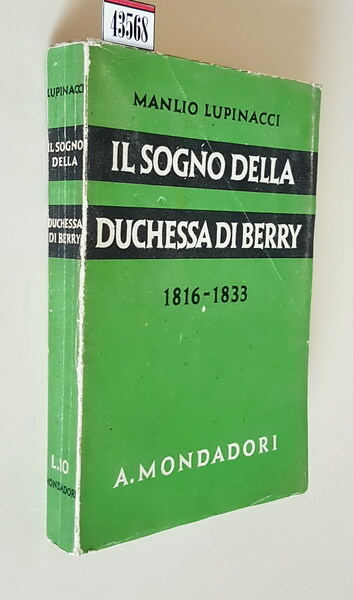 43568
MANLIO LUPINACCI
IL SOGNO DELLA
DUCHESSA DI BERRY
1816-1833
A. MONDADORI
LUPINACCI
IL SOGNO
DELLA
DUCHESSA
DI BERRY
L.10
MONDADORI